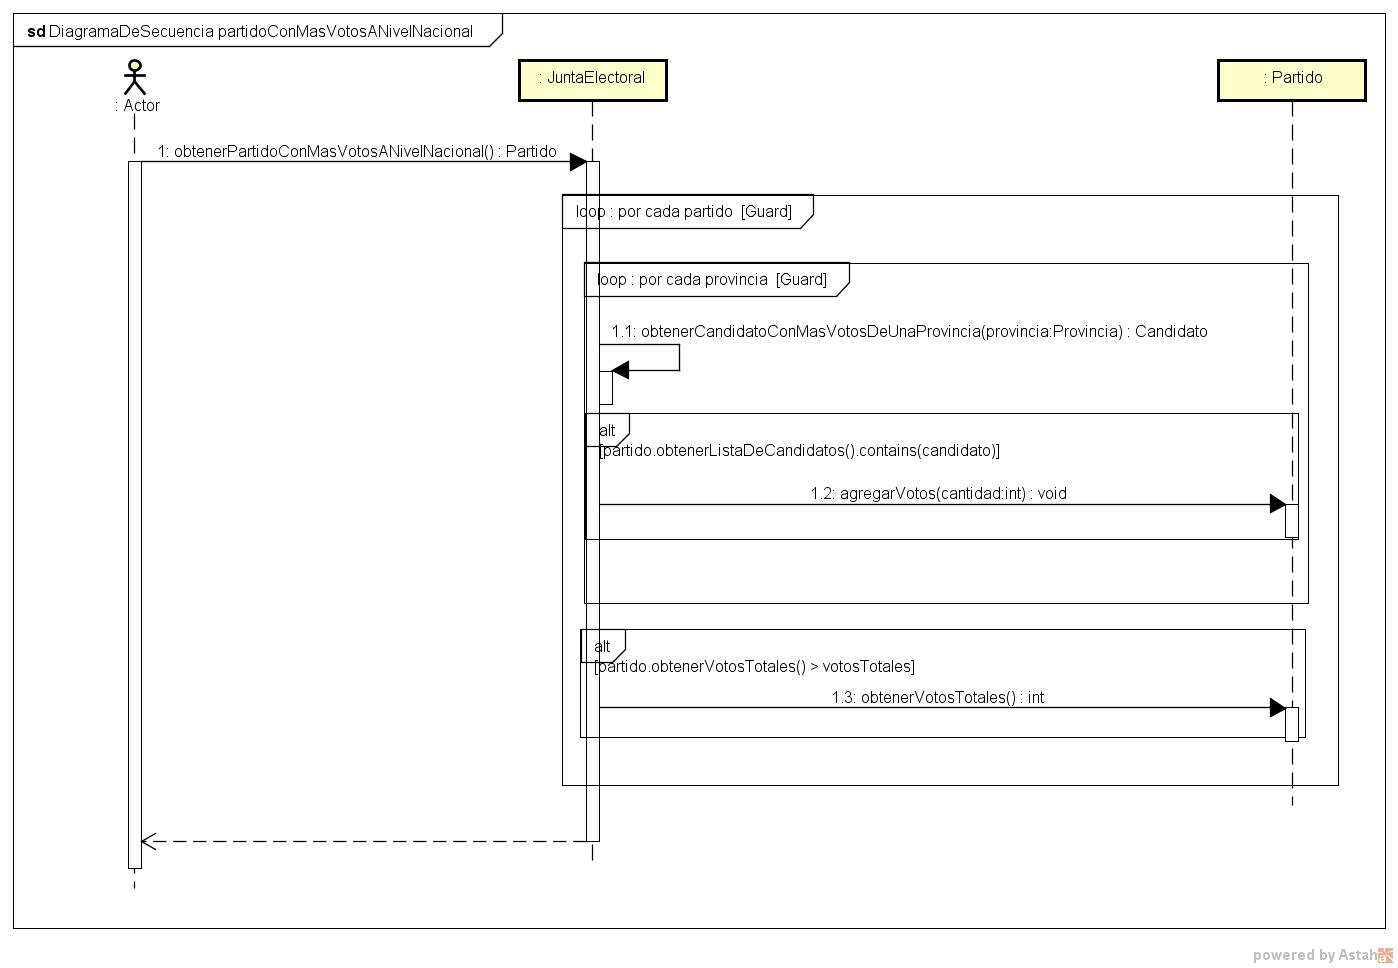 sd DiagramaDeSecuencia partidoConMasVotosANivelNacional
: Actor
: JuntaElectoral
: Partido
1: obtenerPartidoConMasVotosANivelNacional() : Partido
loop : por cada partido [Guard]
loop : por cada provincia [Guard]
1.1: obtenerCandidatoConMasVotosDeUnaProvincia(provincia:Provincia) : Candidato
alt
[partido.obtenerListaDeCandidatos().contains(candidato)]
1.2: agregarVotos(cantidad:int) : void
alt
[partido.obtenerVotosTotales() > votosTotales]
1.3: obtenerVotosTotales() : int
powered by Astah